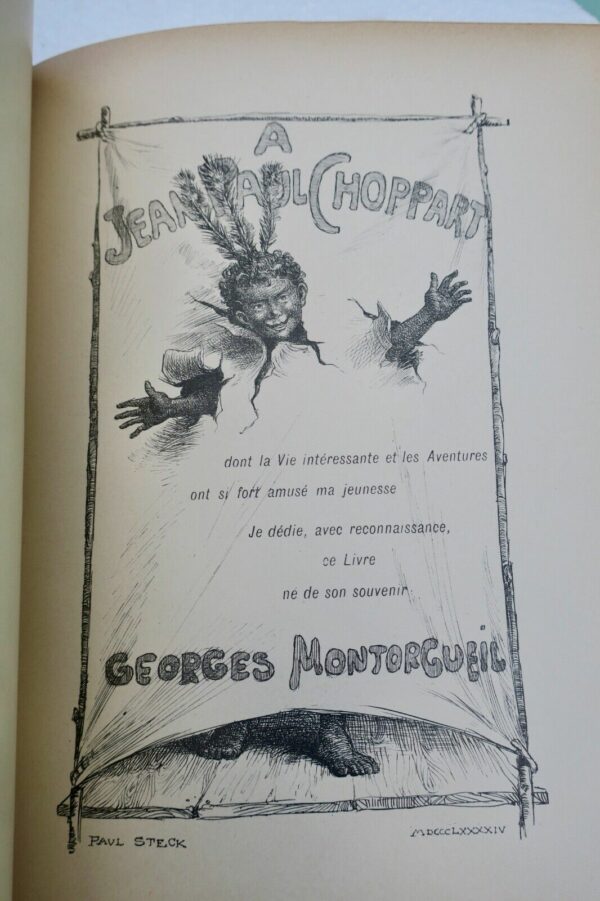 A
JEAN-PAUL CHOPPART
dont la Vie intéressante et les Aventures
ont si fort amusé ma jeunesse
Je dédie, avec reconnaissance,
ce Livre
né de son souvenir.
GEORGES MONTORGUEIL
PAUL STECK
MDCCCLXXXXIV